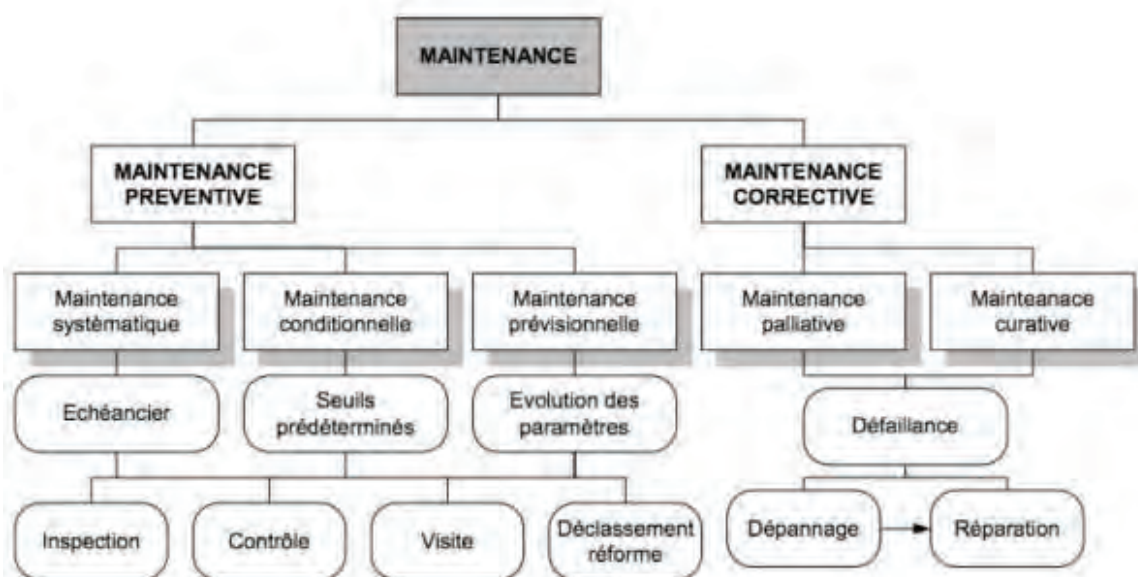 MAINTENANCE
MAINTENANCE
PREVENTIVE
MAINTENANCE
CORRECTIVE
Maintenance
systématique
Maintenance
conditionnelle
Maintenance
prévisionnelle
Maintenance
palliative
Mainteanace
curative
Echéancier
Seuils
prédéterminés
Evolution des
paramètres
Défaillance
Inspection
Contrôle
Visite
Déclassement
réforme
Dépannage
Réparation